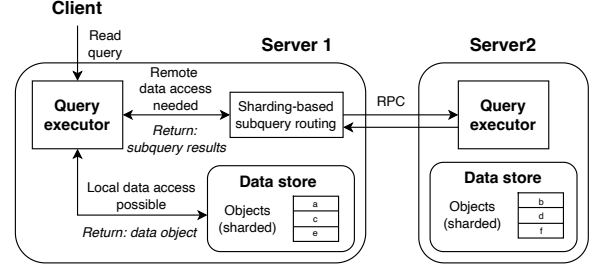 Client
Read
query
Server 1
Server2
Query
executor
Remote
data access
needed
Return:
subquery results
Sharding-based
subquery routing
RPC
Query
executor
Local data access
possible
Return: data object
Data store
Objects
(sharded)
a
c
e
Data store
Objects
(sharded)
b
d
f